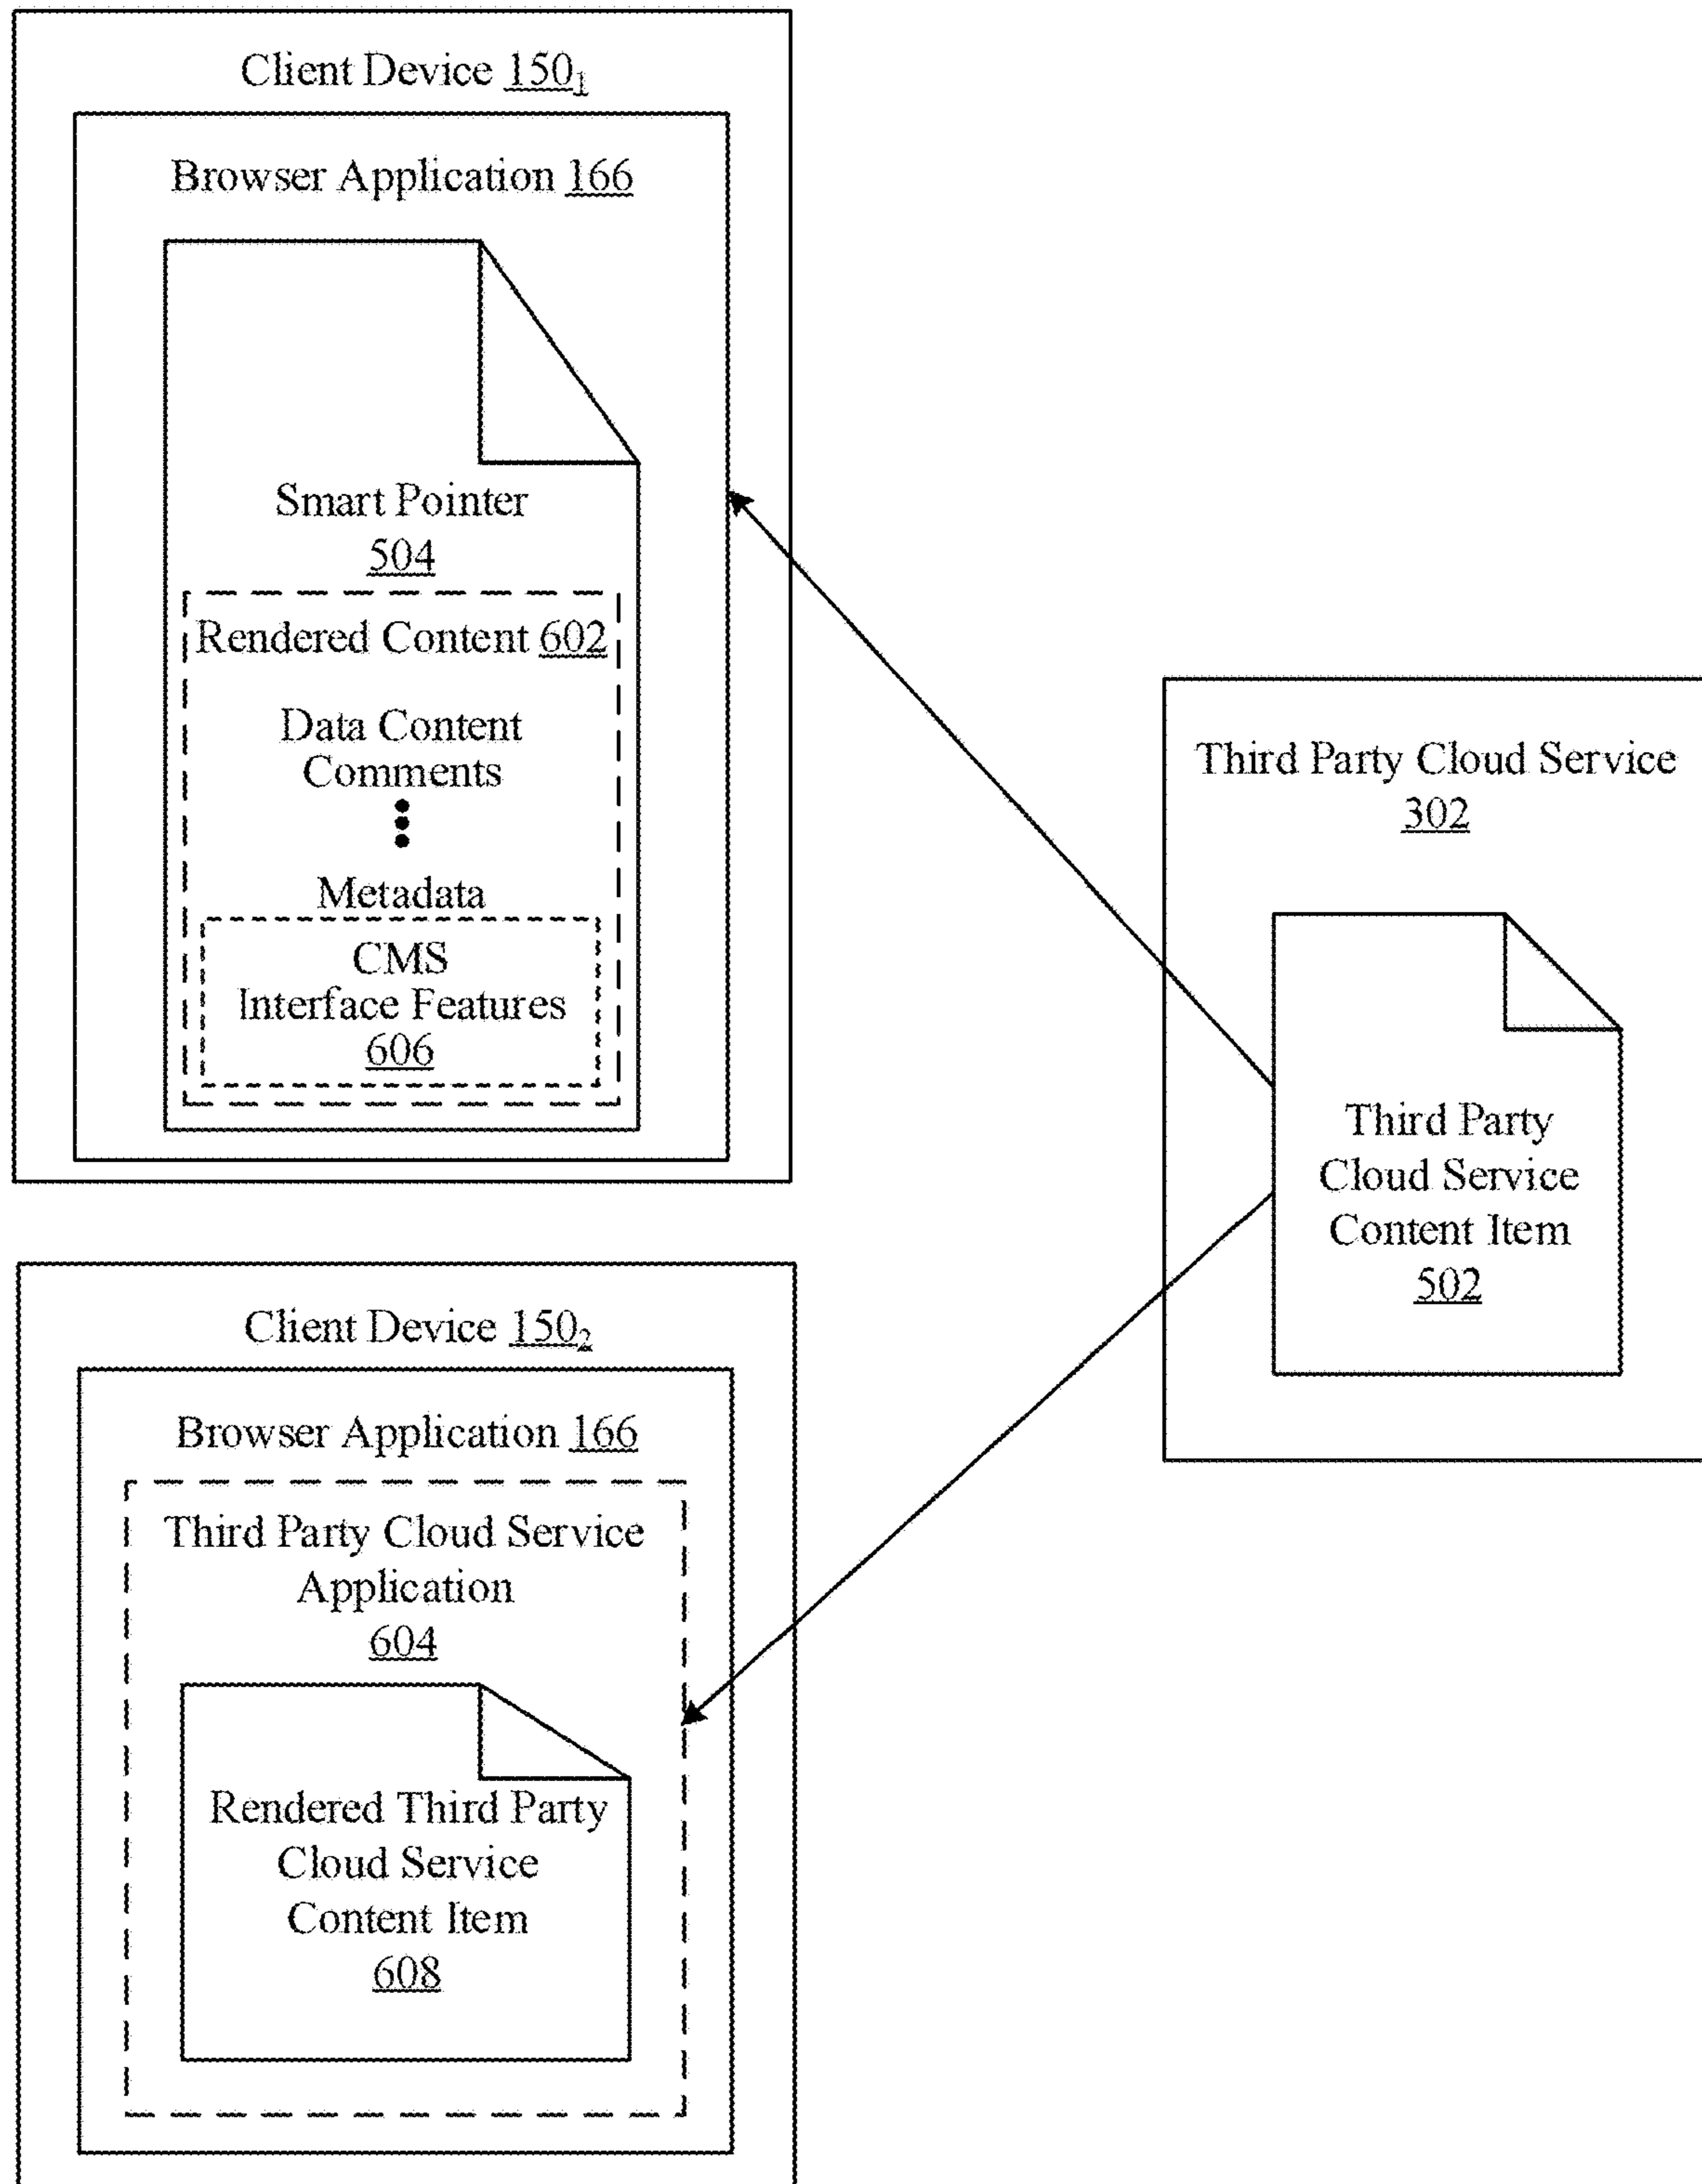 Client Device 150₁
Browser Application 166
Smart Pointer
504
Rendered Content 602
Data Content
Comments
Metadata
CMS
Interface Features
606
Third Party Cloud Service
302
Third Party
Cloud Service
Content Item
502
Client Device 150₂
Browser Application 166
Third Party Cloud Service
Application
604
Rendered Third Party
Cloud Service
Content Item
608